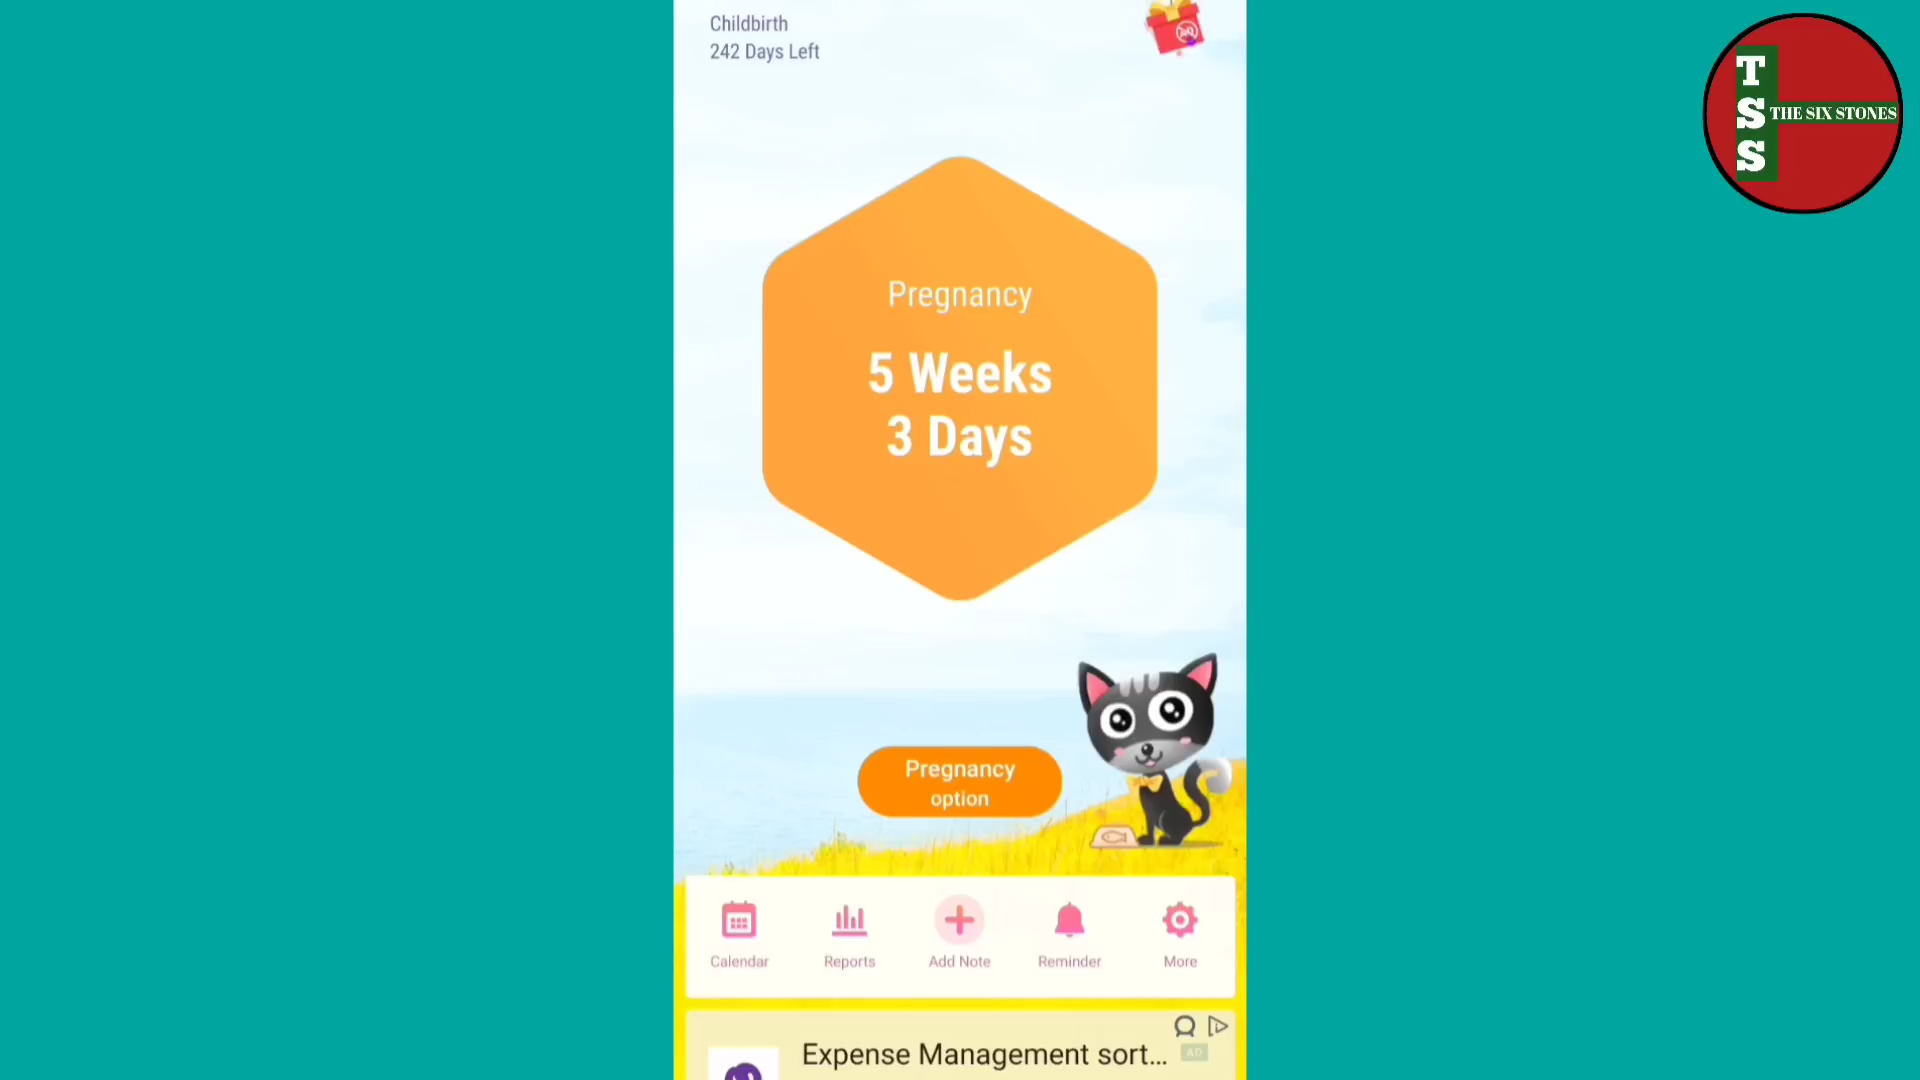 Childbirth
242 Days Left
T
S
S
THE SIX STONES
Pregnancy
5 Weeks
3 Days
Pregnancy
option
Calendar
Reports
Add Note
Reminder
More
Expense Management sort...
AD